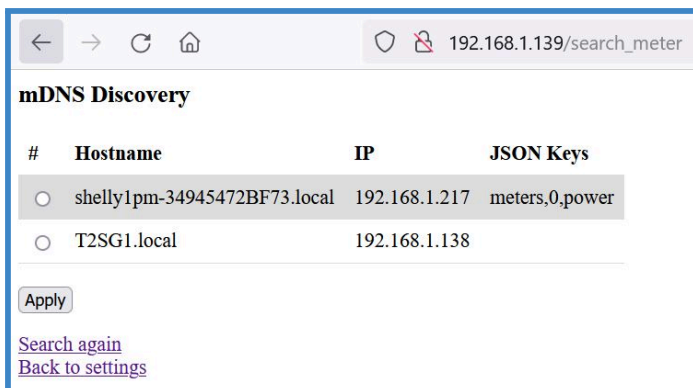 192.168.1.139/search_meter
mDNS Discovery
# Hostname IP JSON Keys
shelly1pm-34945472BF73.local 192.168.1.217 meters,0,power
T2SG1.local 192.168.1.138
Apply
Search again
Back to settings